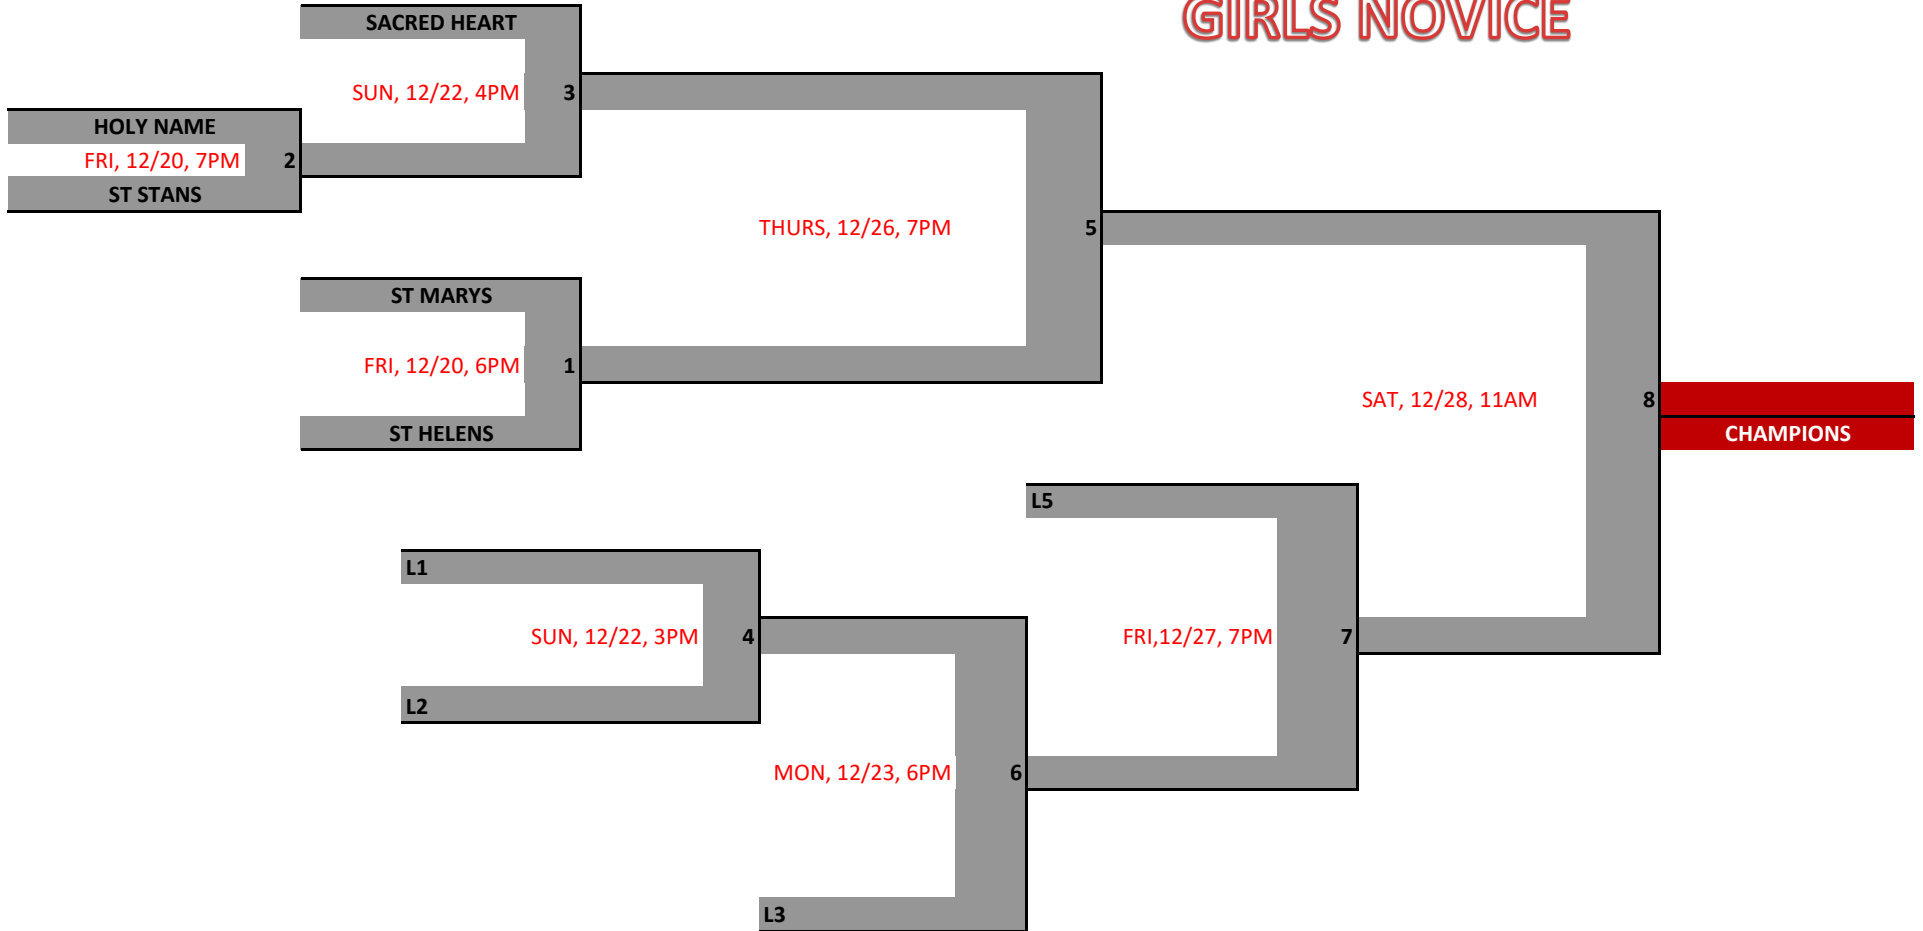 GIRLS NOVICE
SACRED HEART
SUN, 12/22, 4PM 3
HOLY NAME
FRI, 12/20, 7PM 2
ST STANS
THURS, 12/26, 7PM 5
ST MARYS
FRI, 12/20, 6PM 1
SAT, 12/28, 11AM 8
ST HELENS
CHAMPIONS
L5
L1
SUN, 12/22, 3PM 4
FRI,12/27, 7PM 7
L2
MON, 12/23, 6PM 6
L3